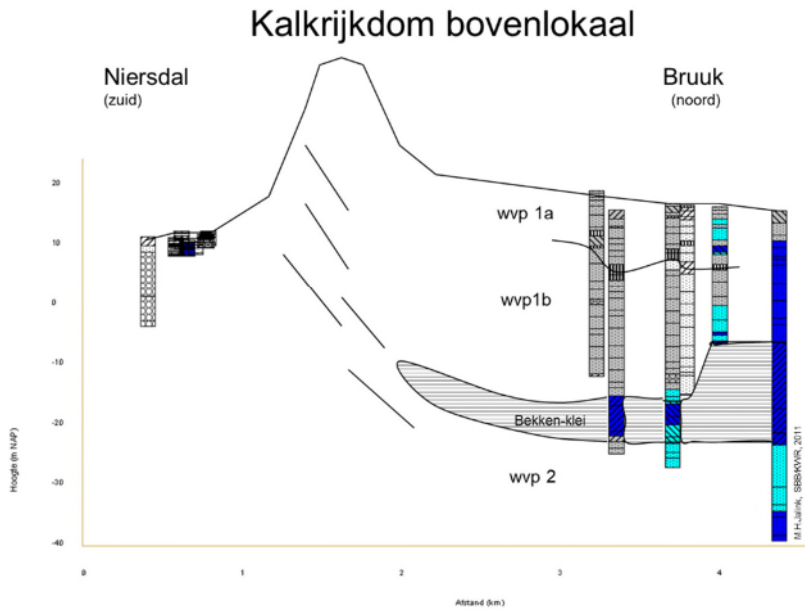 Kalkrijkdom bovenlokaal
Niersdal
(zuid)
Bruuk
(noord)
20
10
0
-10
-20
-30
-40
Hoogte (m NAP)
wvp 1a
wvp1b
Bekken-klei
wvp 2
M.H.Jalink, SBB/KWR, 2011
0
1
2
3
4
Afstand (km)